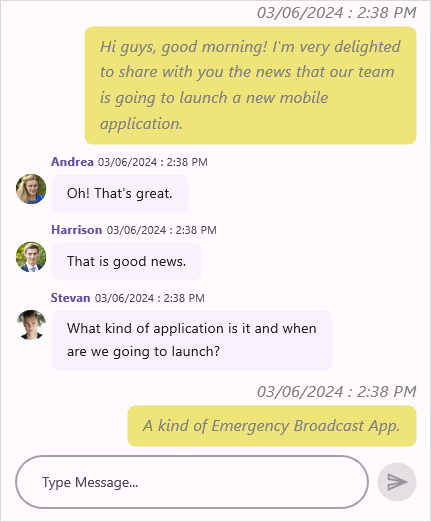 03/06/2024 : 2:38 PM
Hi guys, good morning! I'm very delighted
to share with you the news that our team
is going to launch a new mobile
application.
Andrea 03/06/2024 : 2:38 PM
Oh! That's great.
Harrison 03/06/2024 : 2:38 PM
That is good news.
Stevan 03/06/2024 : 2:38 PM
What kind of application is it and when
are we going to launch?
03/06/2024 : 2:38 PM
A kind of Emergency Broadcast App.
Type Message...